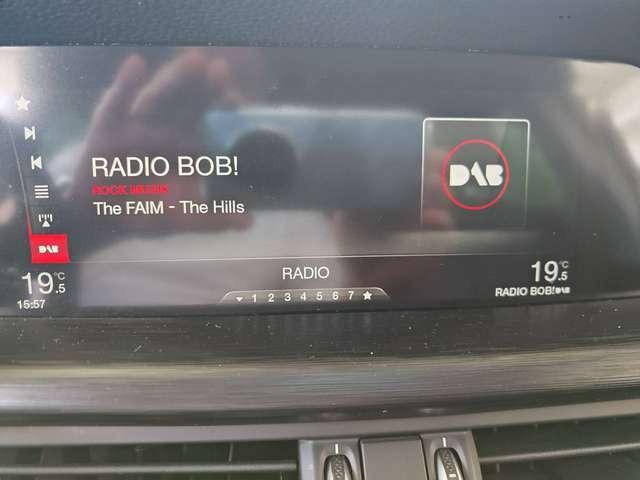 RADIO BOB!
ROCK MUSIC
The FAIM - The Hills
DAB
DAB
19.5 °C
15:57
RADIO
1 2 3 4 5 6 7
19.5 °C
RADIO BOB! DAB